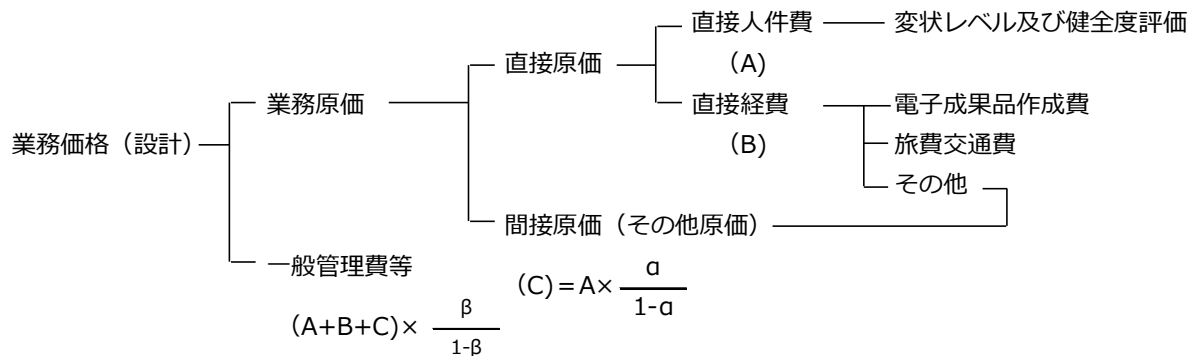 直接人件費 変状レベル及び健全度評価
直接原価 （A）
業務原価 直接経費 電子成果品作成費
業務価格（設計） （B） 旅費交通費
その他
間接原価（その他原価）
一般管理費等
（C）＝A× α
1-α
（A+B+C)× β
1-β